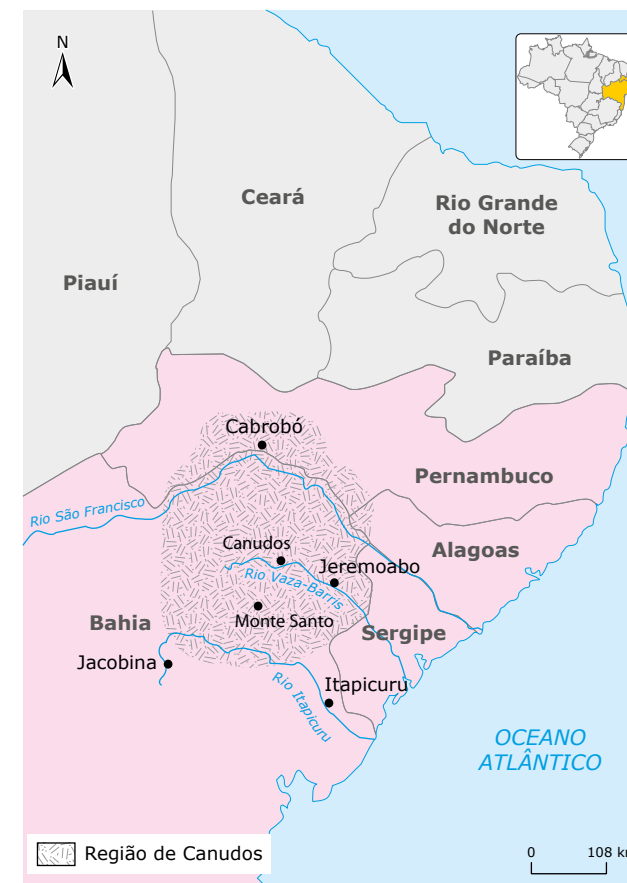 N
Ceará
Rio Grande
do Norte
Piauí
Paraíba
Cabrobó
Pernambuco
Rio São Francisco
Canudos
Alagoas
Jeremoabo
Rio Vaza-Barris
Bahia
Monte Santo
Sergipe
Jacobina
Itapicuru
Rio Itapicuru
OCEANO
ATLÂNTICO
Região de Canudos
0 108 km